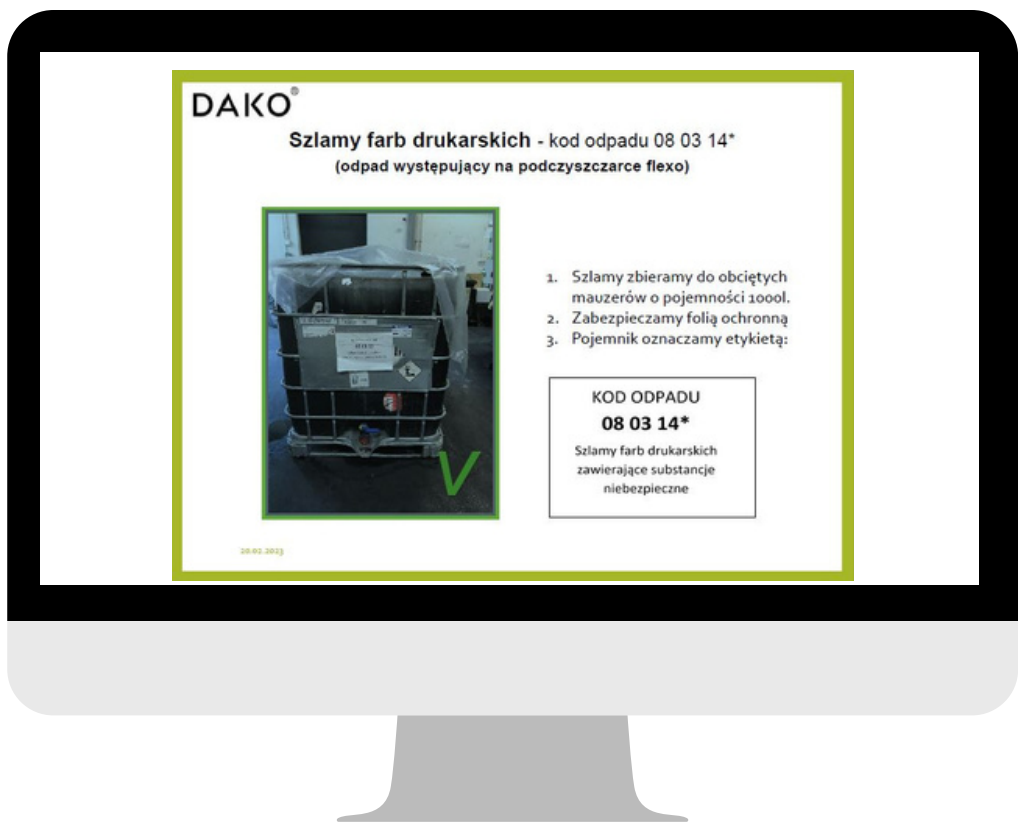 DAKO®
Szlamy farb drukarskich - kod odpadu 08 03 14*
(odpad występujący na podczyszczarce flexo)
1. Szlamy zbieramy do obciętych
mauzerów o pojemności 1000l.
2. Zabezpieczamy folią ochronną
3. Pojemnik oznaczamy etykietą:
KOD ODPADU
08 03 14*
Szlamy farb drukarskich
zawierające substancje
niebezpieczne
V
20.02.2023